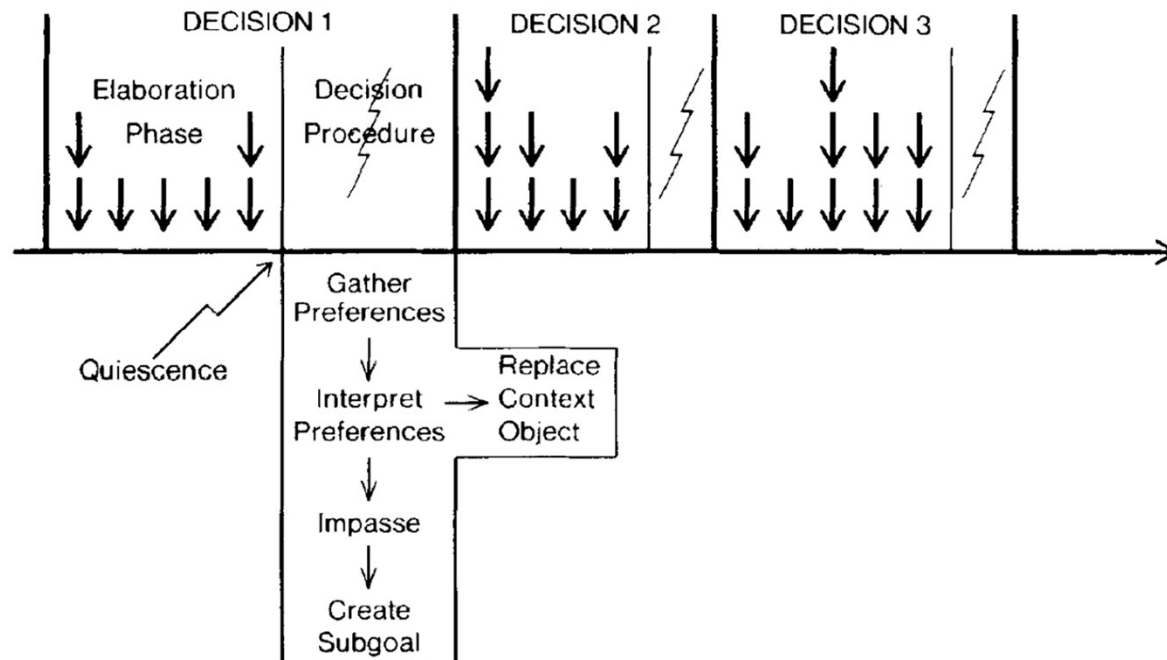 DECISION 1
DECISION 2
DECISION 3
Elaboration
Phase
Decision
Procedure
Gather
Preferences
Quiescence
Interpret
Preferences
Replace
Context
Object
Impasse
Create
Subgoal